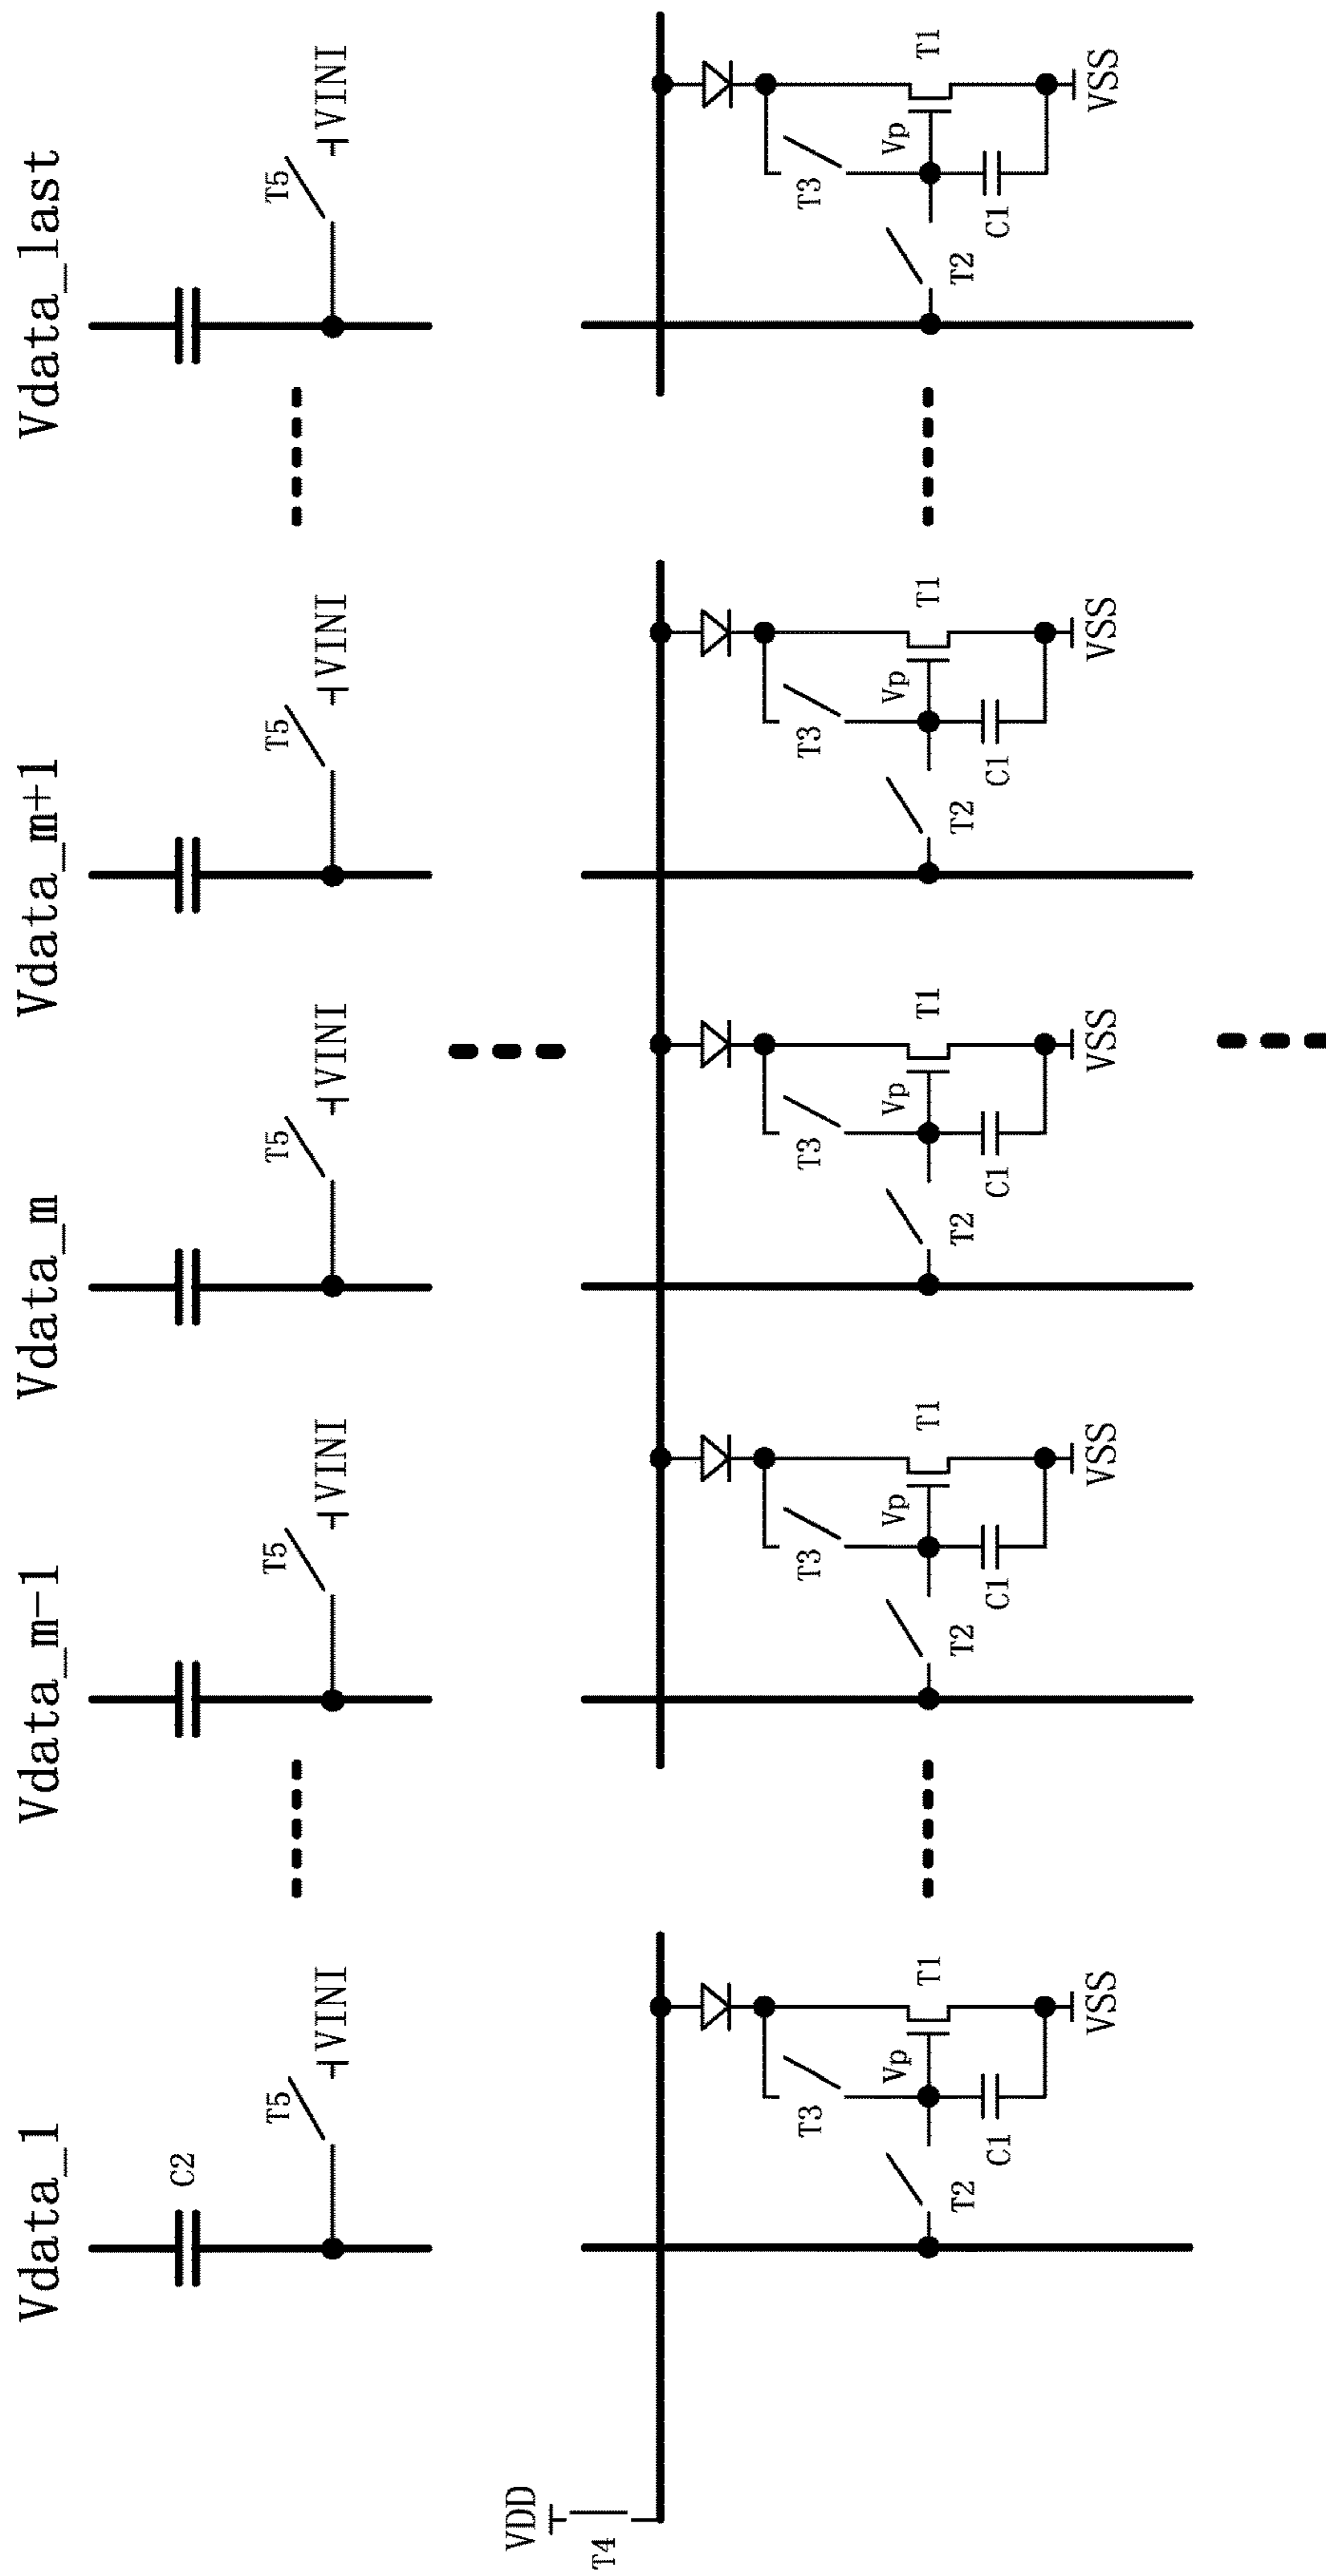 Vdata_1 Vdata_m-1 Vdata_m Vdata_m+1 Vdata_last
C2
T5 T5 T5 T5 T5
VINI VINI VINI VINI VINI
VDD
T4
T3 T3 T3 T3 T3
Vp Vp Vp Vp Vp
T1 T1 T1 T1 T1
T2 T2 T2 T2 T2
C1 C1 C1 C1 C1
VSS VSS VSS VSS VSS